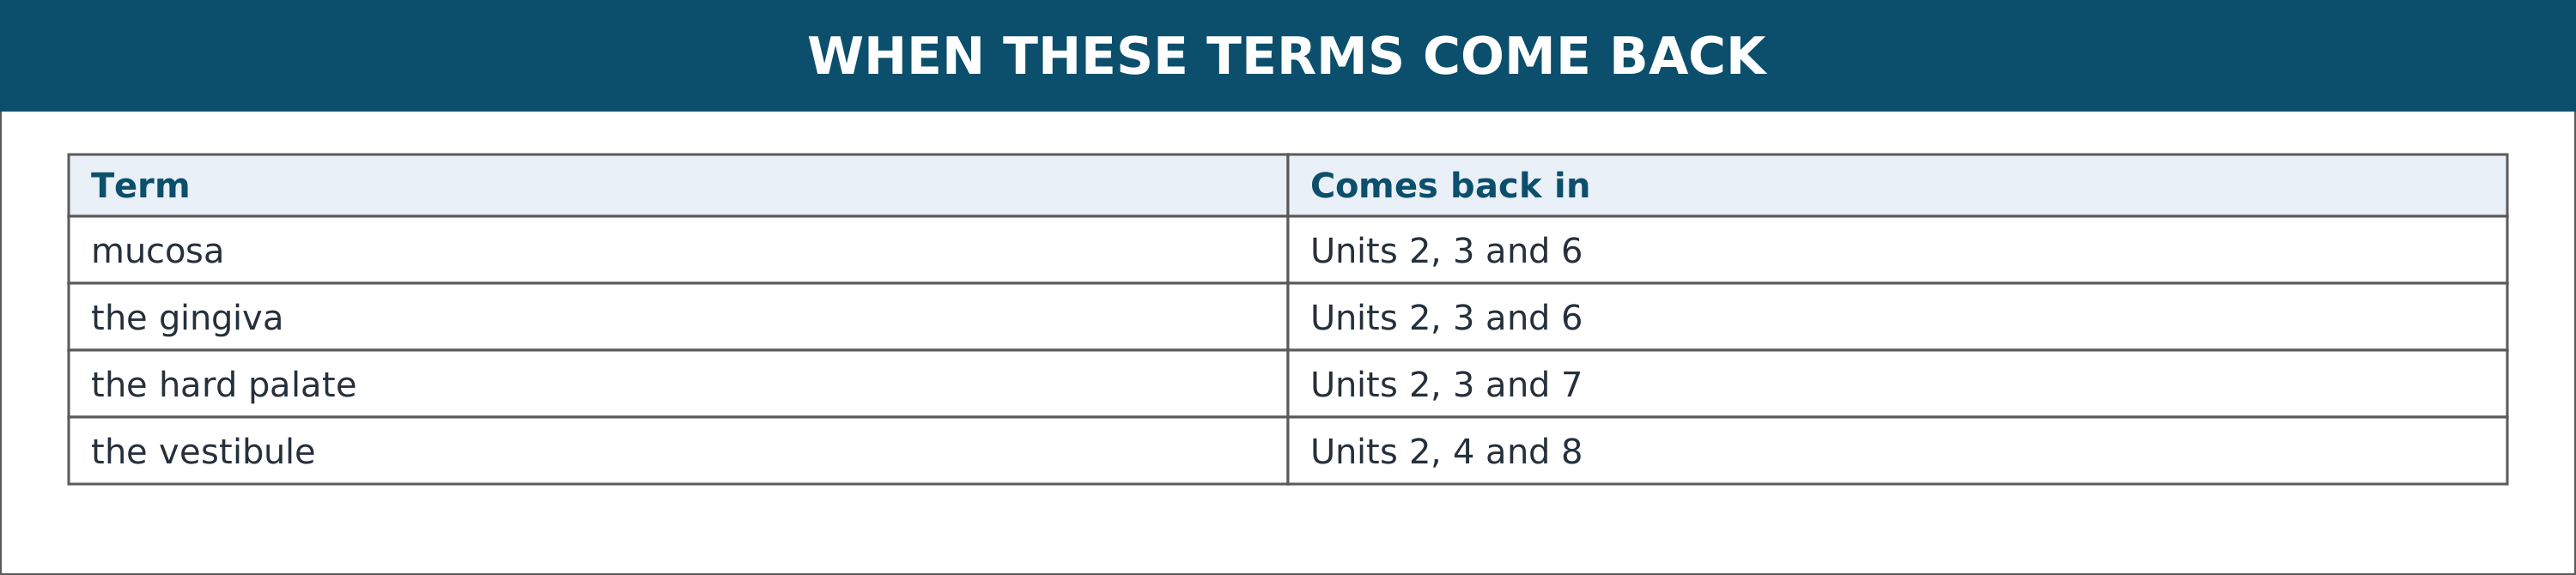 WHEN THESE TERMS COME BACK
Term Comes back in
mucosa Units 2, 3 and 6
the gingiva Units 2, 3 and 6
the hard palate Units 2, 3 and 7
the vestibule Units 2, 4 and 8